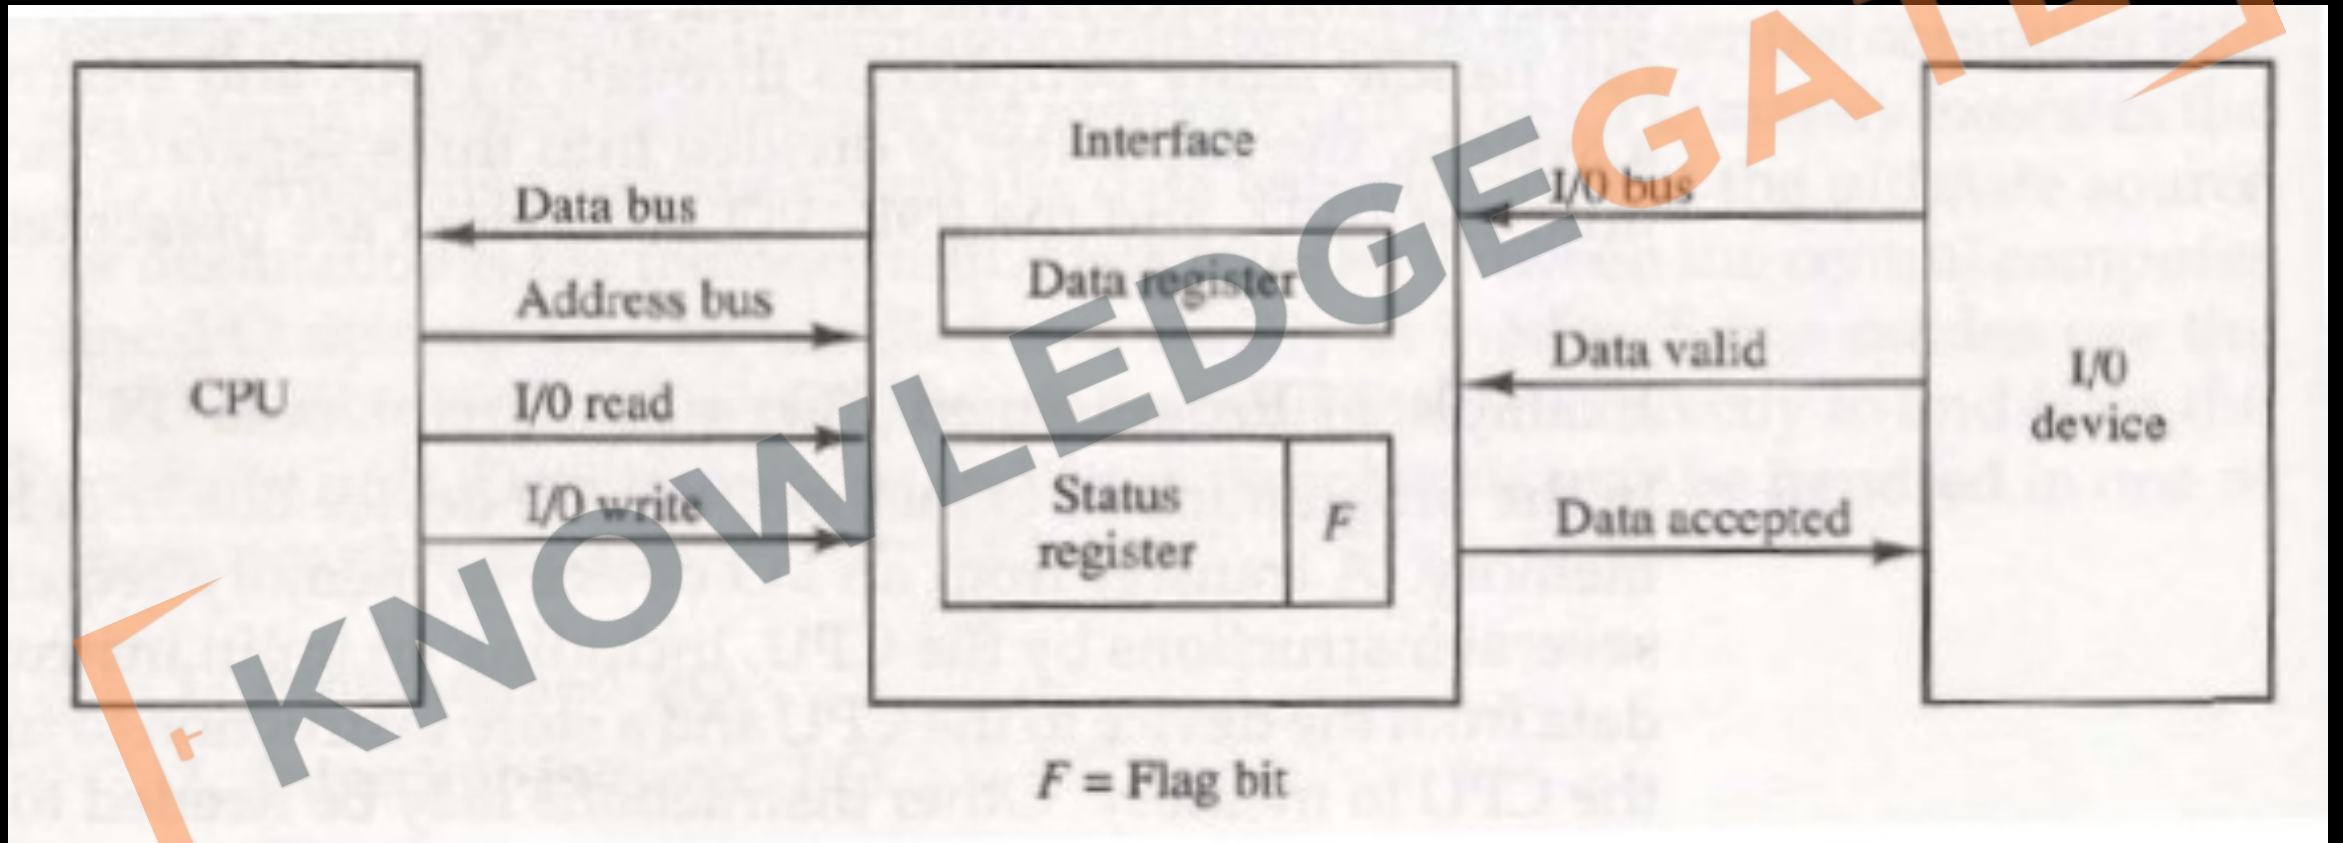 Interface
Data bus
I/0 bus
Data register
Address bus
Data valid
CPU
I/0 read
I/0
device
I/0 write
Status
register
F
Data accepted
F = Flag bit
KNOWLEDGEGATE